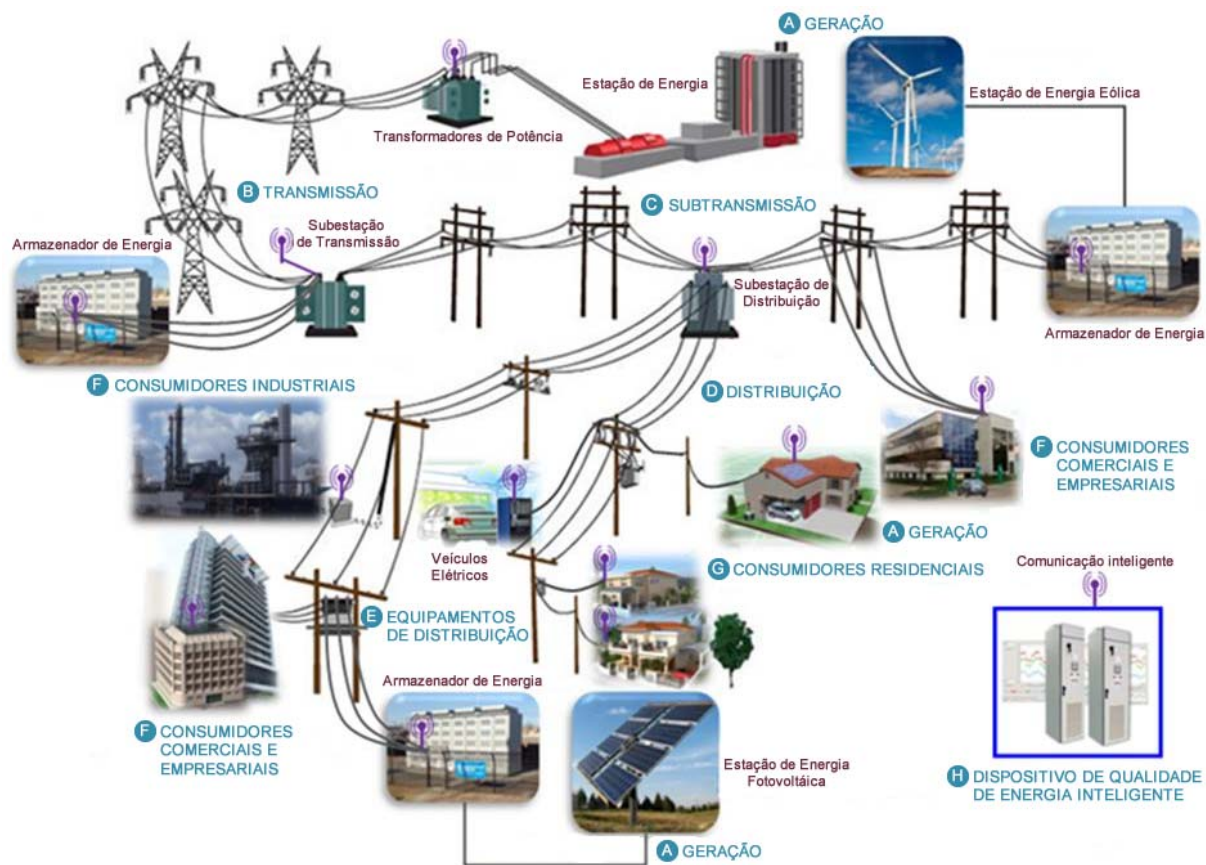 A GERAÇÃO
Estação de Energia
Estação de Energia Eólica
Transformadores de Potência
B TRANSMISSÃO
C SUBTRANSMISSÃO
Subestação
de Transmissão
Armazenador de Energia
Subestação de
Distribuição
Armazenador de Energia
F CONSUMIDORES INDUSTRIAIS
D DISTRIBUIÇÃO
F CONSUMIDORES
COMERCIAIS E
EMPRESARIAIS
A GERAÇÃO
Veículos
Elétricos
G CONSUMIDORES RESIDENCIAIS
Comunicação inteligente
E EQUIPAMENTOS
DE DISTRIBUIÇÃO
Armazenador de Energia
F CONSUMIDORES
COMERCIAIS E
EMPRESARIAIS
Estação de Energia
Fotovoltáica
H DISPOSITIVO DE QUALIDADE
DE ENERGIA INTELIGENTE
A GERAÇÃO